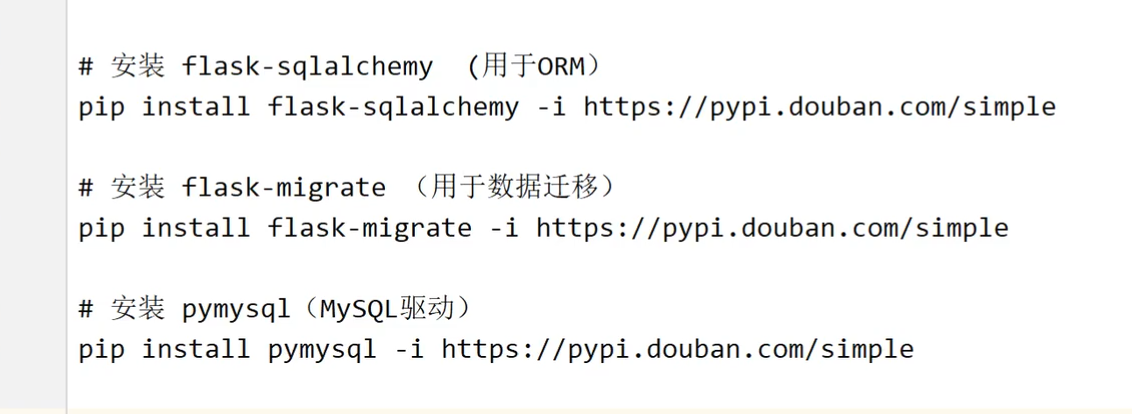 # 安装 flask-sqlalchemy  (用于ORM）
pip install flask-sqlalchemy -i https://pypi.douban.com/simple
# 安装 flask-migrate （用于数据迁移）
pip install flask-migrate -i https://pypi.douban.com/simple
# 安装 pymysql（MySQL驱动）
pip install pymysql -i https://pypi.douban.com/simple